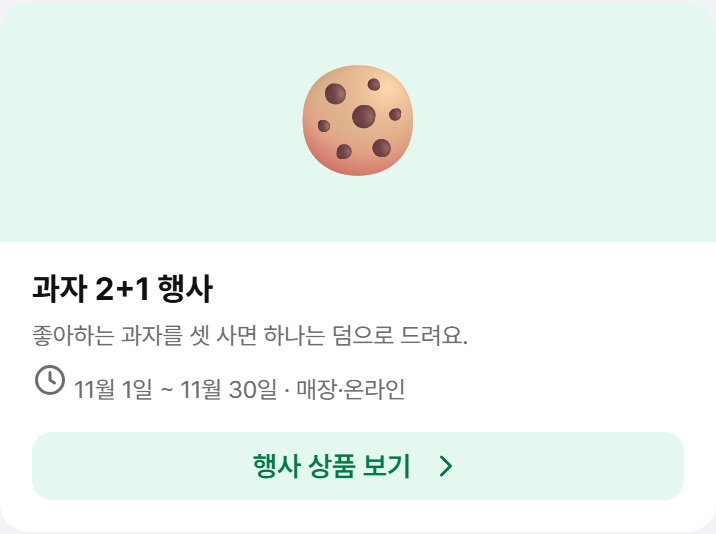 과자 2+1 행사
좋아하는 과자를 셋 사면 하나는 덤으로 드려요.
11월 1일 ~ 11월 30일 · 매장·온라인
행사 상품 보기